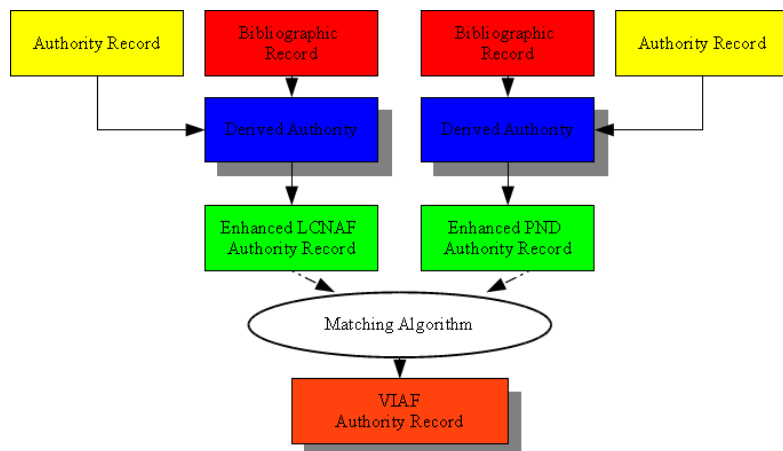 Authority Record
Bibliographic
Record
Bibliographic
Record
Authority Record
Derived Authority
Derived Authority
Enhanced LCNAF
Authority Record
Enhanced PND
Authority Record
Matching Algorithm
VIAF
Authority Record